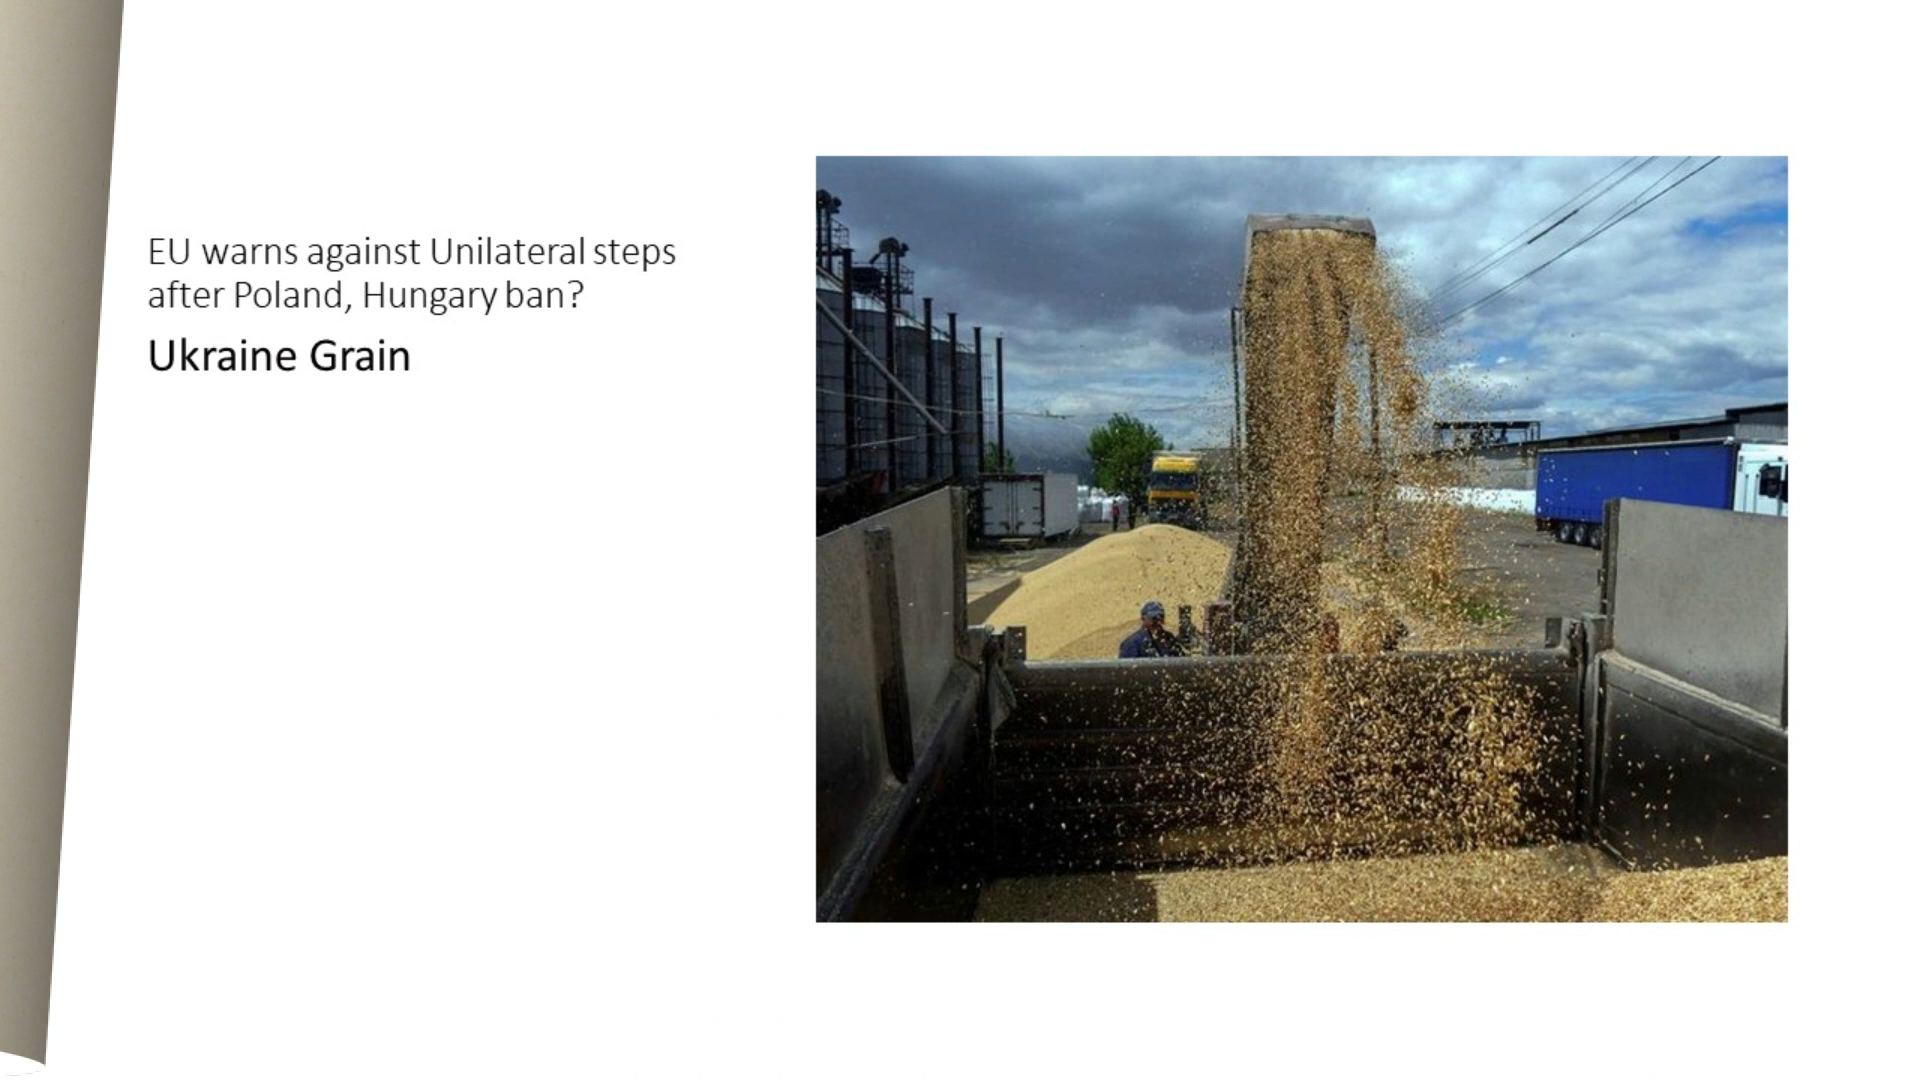 EU warns against Unilateral steps
after Poland, Hungary ban?
Ukraine Grain